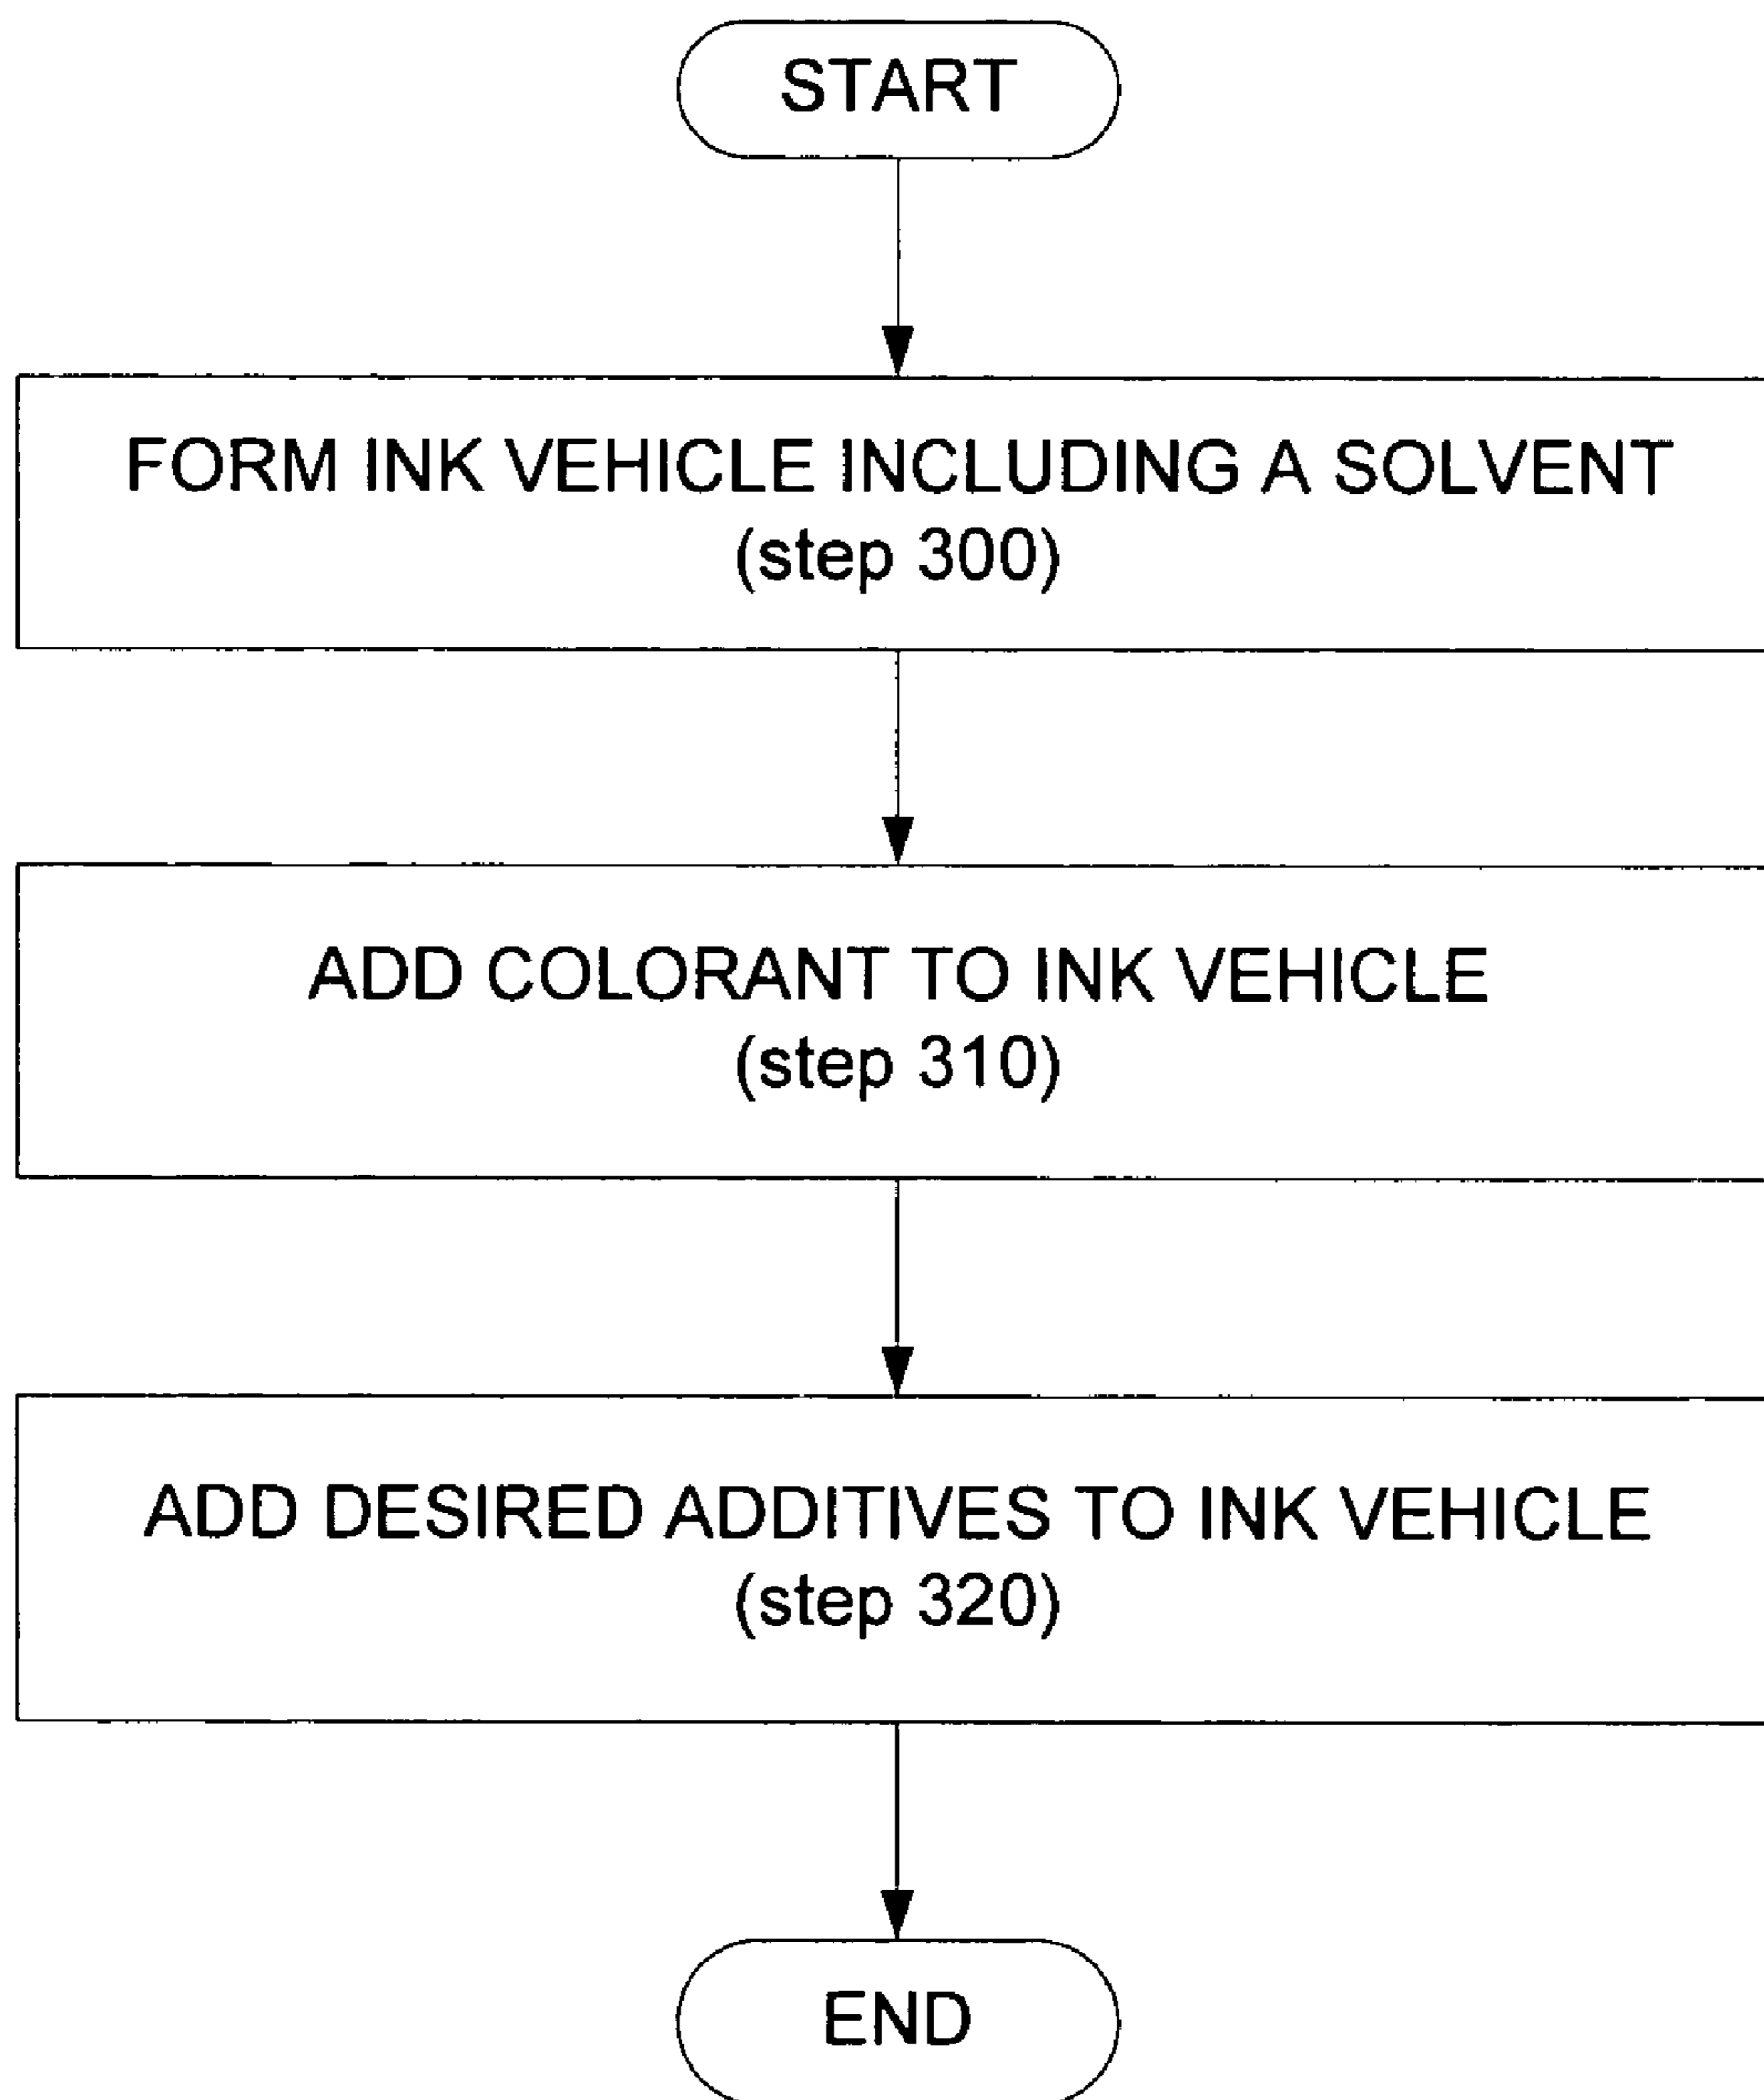 START
FORM INK VEHICLE INCLUDING A SOLVENT
(step 300)
ADD COLORANT TO INK VEHICLE
(step 310)
ADD DESIRED ADDITIVES TO INK VEHICLE
(step 320)
END